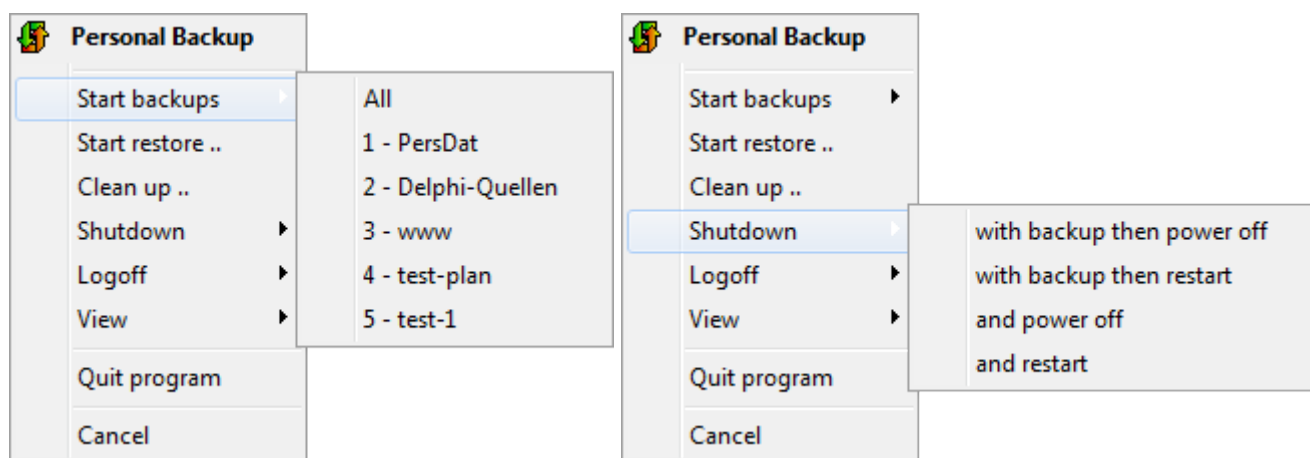 Personal Backup
Start backups
Start restore ..
Clean up ..
Shutdown
Logoff
View
Quit program
Cancel
All
1 - PersDat
2 - Delphi-Quellen
3 - www
4 - test-plan
5 - test-1
Personal Backup
Start backups
Start restore ..
Clean up ..
Shutdown
Logoff
View
Quit program
Cancel
with backup then power off
with backup then restart
and power off
and restart